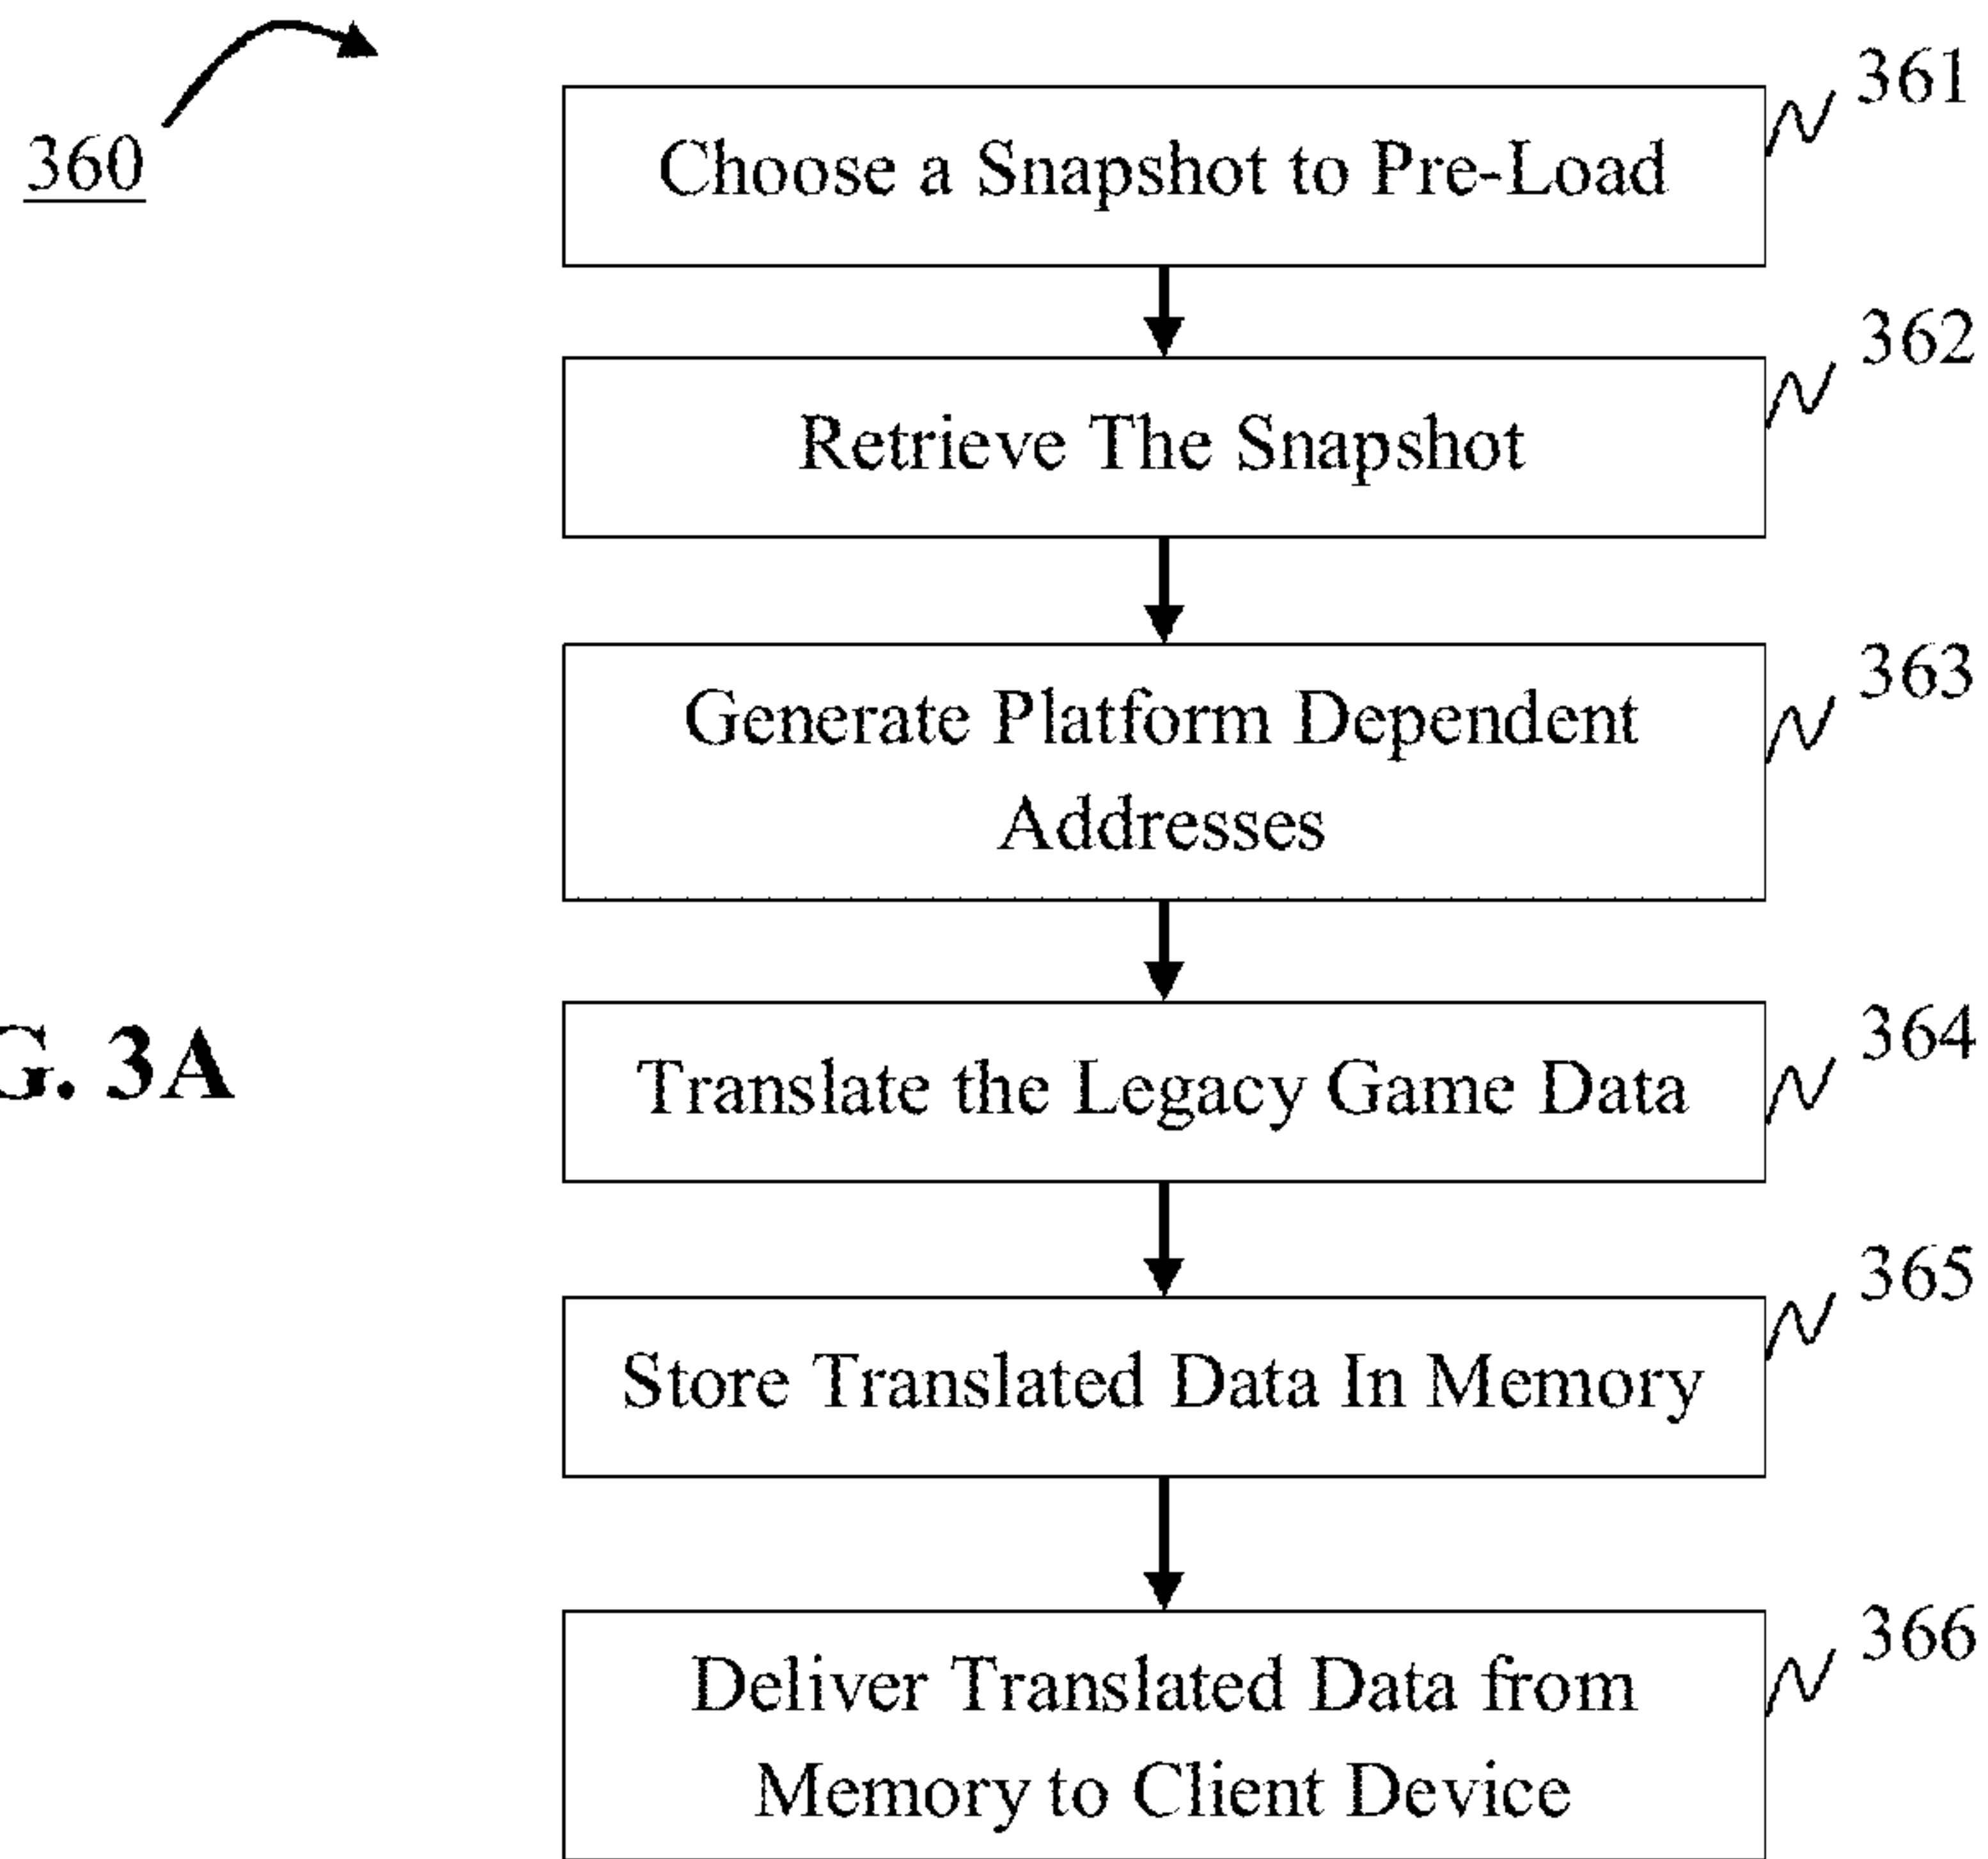 360
Choose a Snapshot to Pre-Load
361
Retrieve The Snapshot
362
Generate Platform Dependent
Addresses
363
Translate the Legacy Game Data
364
G. 3A
Store Translated Data In Memory
365
Deliver Translated Data from
Memory to Client Device
366